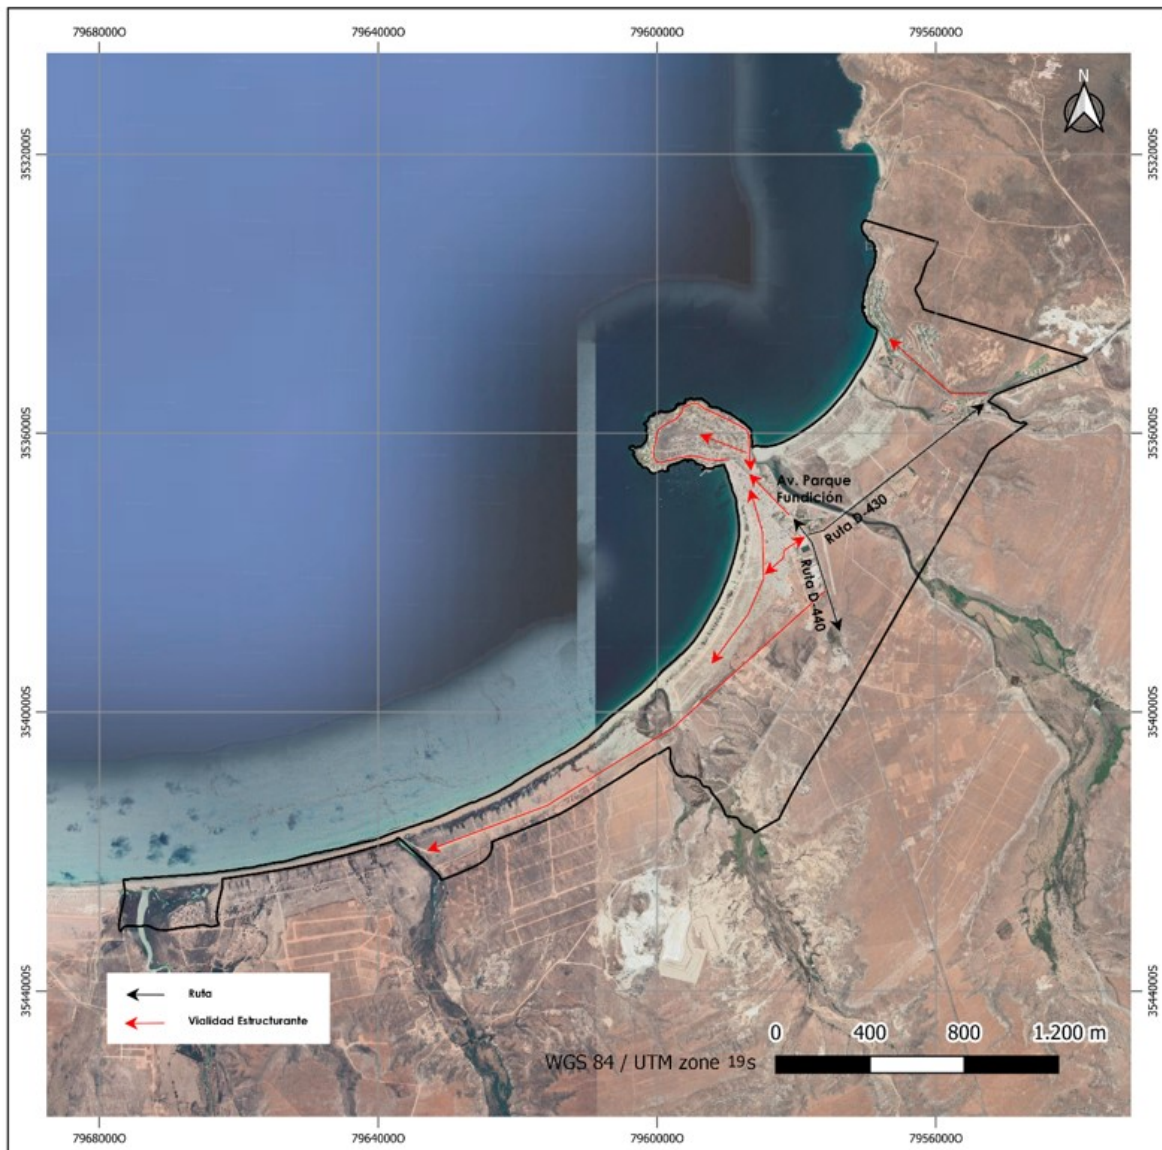 7968000O 7964000O 7960000O 7956000O
N
3532000S 3532000S
3536000S 3536000S
Av. Parque
Fundición
Ruta D-430
Ruta D-440
3540000S 3540000S
Ruta
Vialidad Estructurante
3544000S 3544000S
0 400 800 1.200 m
WGS 84 / UTM zone 19s
7968000O 7964000O 7960000O 7956000O